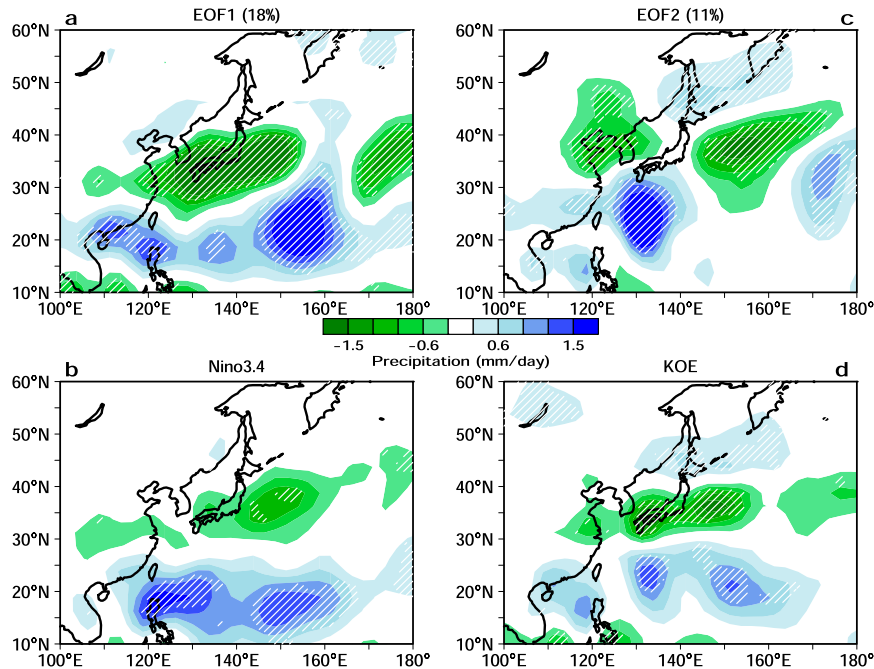 a EOF1 (18%)
EOF2 (11%) c
60°N
50°N
40°N
30°N
20°N
10°N
100°E 120°E 140°E 160°E 180°
60°N
50°N
40°N
30°N
20°N
10°N
100°E 120°E 140°E 160°E 180°
-1.5 -0.6 0.6 1.5
Precipitation (mm/day)
b Nino3.4
KOE d
60°N
50°N
40°N
30°N
20°N
10°N
100°E 120°E 140°E 160°E 180°
60°N
50°N
40°N
30°N
20°N
10°N
100°E 120°E 140°E 160°E 180°